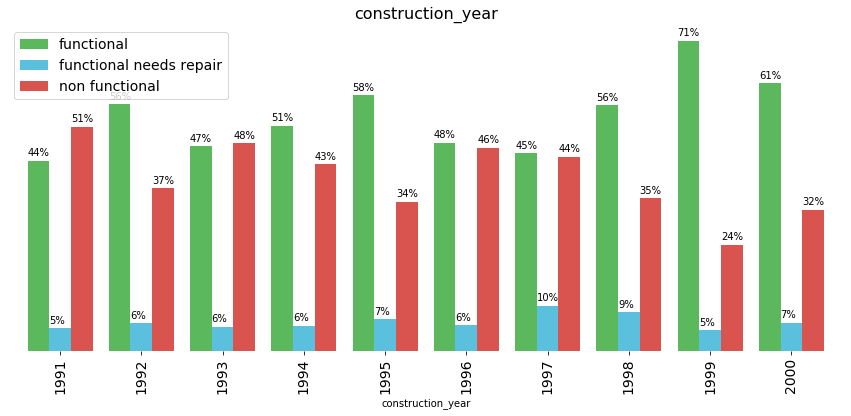 construction_year
functional
functional needs repair
non functional
44% 5% 51%
56% 6% 37%
47% 6% 48%
51% 6% 43%
58% 7% 34%
48% 6% 46%
45% 10% 44%
56% 9% 35%
71% 5% 24%
61% 7% 32%
1991 1992 1993 1994 1995 1996 1997 1998 1999 2000
construction_year